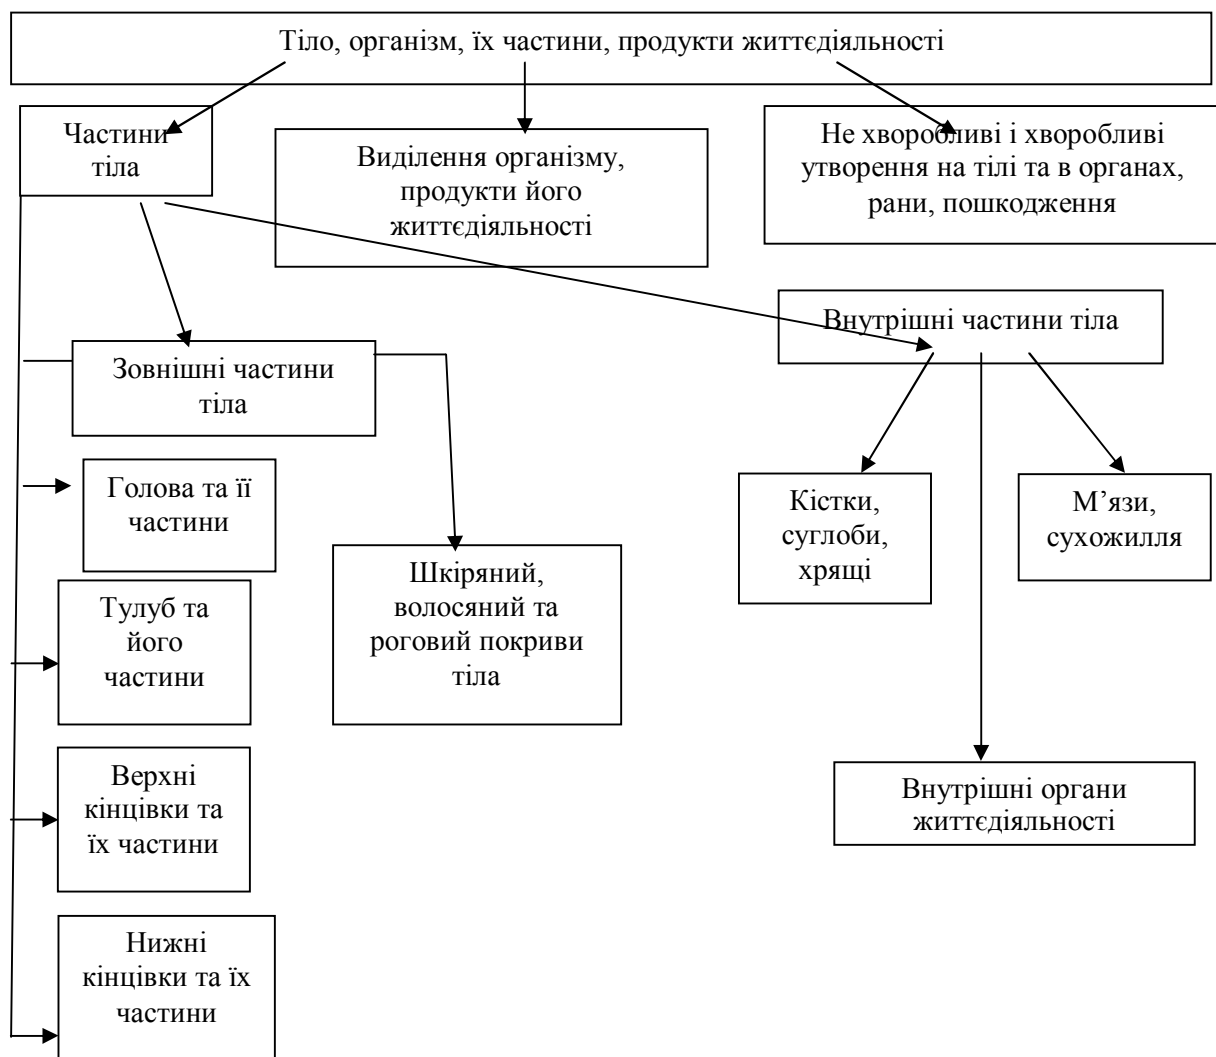 Тіло, організм, їх частини, продукти життєдіяльності
Частини
тіла
Виділення організму,
продукти його
життєдіяльності
Не хворобливі і хворобливі
утворення на тілі та в органах,
рани, пошкодження
Внутрішні частини тіла
Зовнішні частини
тіла
Голова та її
частини
Кістки,
суглоби,
хрящі
М’язи,
сухожилля
Шкіряний,
волосяний та
роговий покриви
тіла
Тулуб та
його
частини
Верхні
кінцівки та
їх частини
Внутрішні органи
життєдіяльності
Нижні
кінцівки та їх
частини